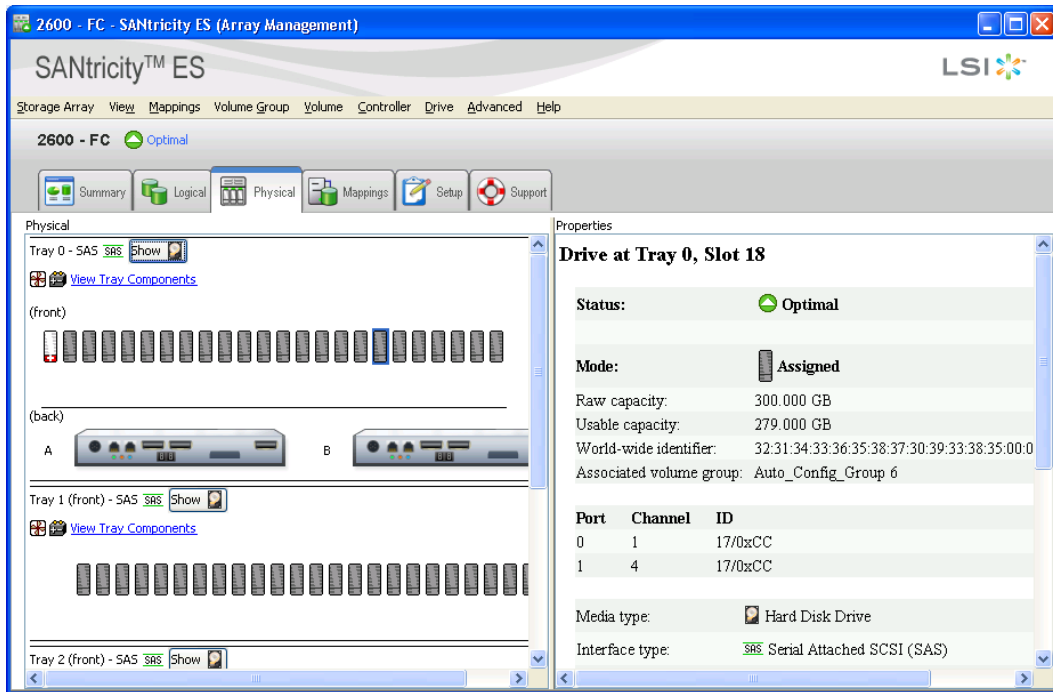 2600 - FC - SANtricity ES (Array Management)
SANtricity™ ES
LSI
Storage Array View Mappings Volume Group Volume Controller Drive Advanced Help
2600 - FC Optimal
Summary Logical Physical Mappings Setup Support
Physical
Tray 0 - SAS SAS Show
View Tray Components
(front)
(back)
A B
Tray 1 (front) - SAS SAS Show
View Tray Components
Tray 2 (front) - SAS SAS Show
Properties
Drive at Tray 0, Slot 18
Status: Optimal
Mode: Assigned
Raw capacity: 300.000 GB
Usable capacity: 279.000 GB
World-wide identifier: 32:31:34:33:36:35:38:37:30:39:33:38:35:00:0
Associated volume group: Auto_Config_Group 6
Port Channel ID
0 1 17/0xCC
1 4 17/0xCC
Media type: Hard Disk Drive
Interface type: SAS Serial Attached SCSI (SAS)